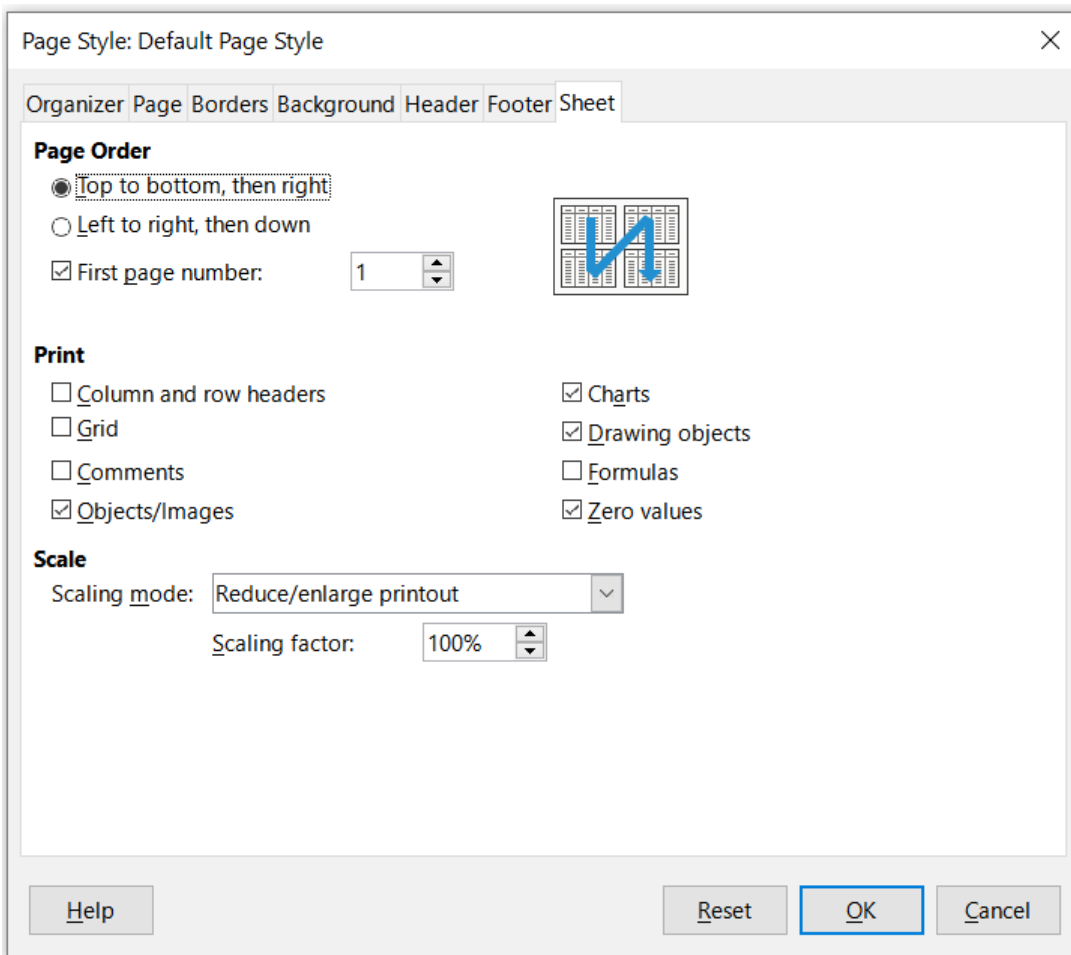 Page Style: Default Page Style
Organizer Page Borders Background Header Footer Sheet
Page Order
Top to bottom, then right
Left to right, then down
First page number: 1
Print
Column and row headers
Grid
Comments
Objects/Images
Charts
Drawing objects
Formulas
Zero values
Scale
Scaling mode: Reduce/enlarge printout
Scaling factor: 100%
Help Reset OK Cancel